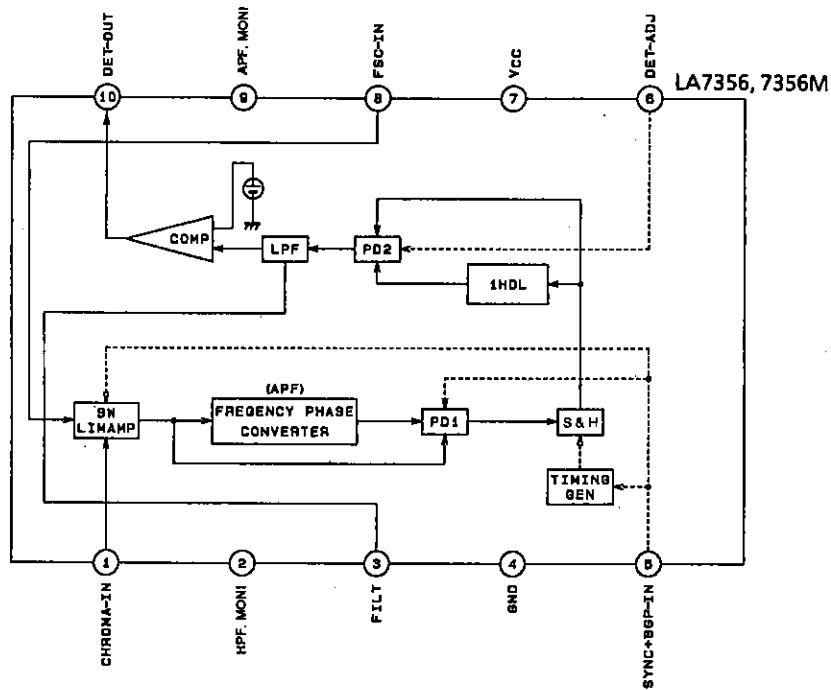 DET-OUT
APF. MONI
FSC-IN
VCC
DET-ADJ
10
9
8
7
6
LA7356, 7356M
COMP
LPF
PD2
1HDL
(APF)
SW
LIMAMP
FREGENCY PHASE
CONVERTER
PD1
S&H
TIMING
GEN
1
2
3
4
5
CHROMA-IN
HPF. MONI
FILT
GND
SYNC+BGP-IN